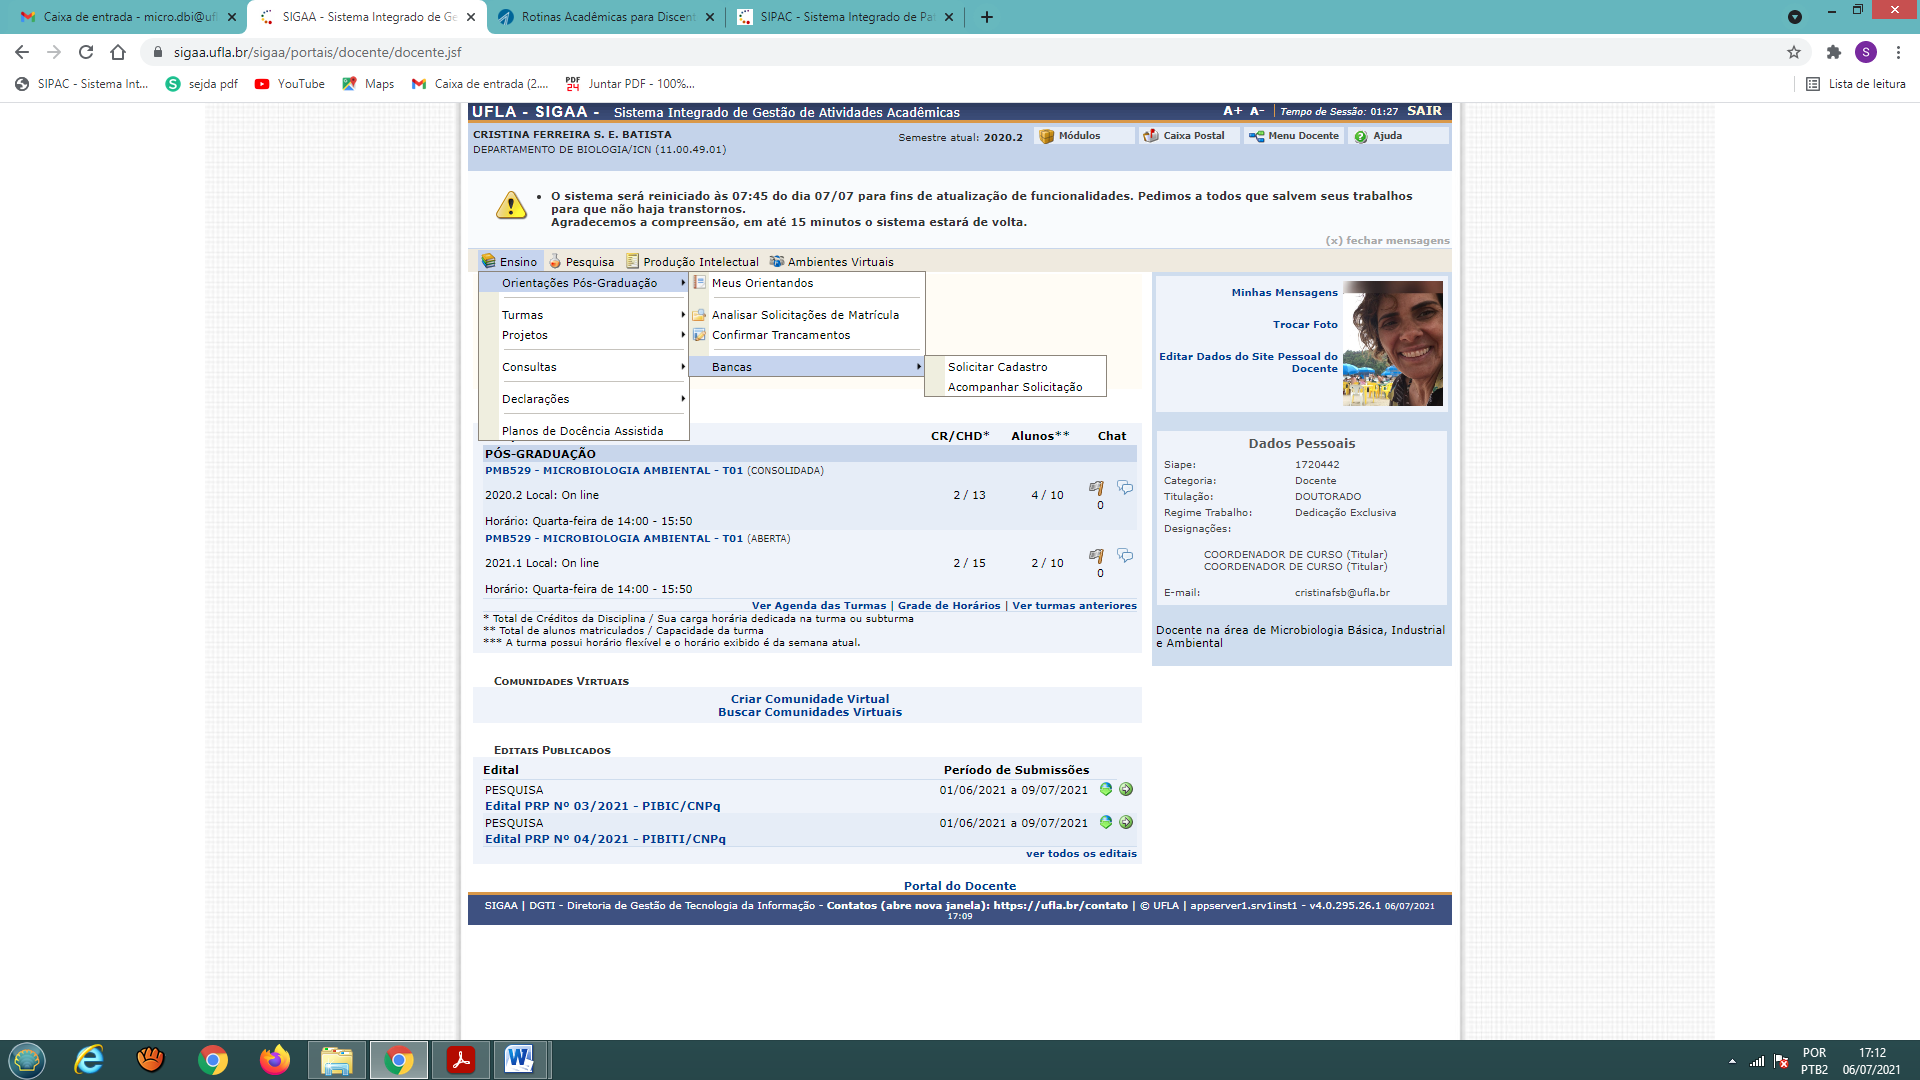 Caixa de entrada - micro.dbi@ufl
SIGAA - Sistema Integrado de Ge
Rotinas Acadêmicas para Discent
SIPAC - Sistema Integrado de Pat
sigaa.ufla.br/sigaa/portais/docente/docente.jsf
S
SIPAC - Sistema Int...
sejda pdf
YouTube
Maps
Caixa de entrada (2....
Juntar PDF - 100%...
Lista de leitura
UFLA - SIGAA - Sistema Integrado de Gestão de Atividades Acadêmicas
A+ A- Tempo de Sessão: 01:27 SAIR
CRISTINA FERREIRA S. E. BATISTA
DEPARTAMENTO DE BIOLOGIA/ICN (11.00.49.01)
Semestre atual: 2020.2
Módulos
Caixa Postal
Menu Docente
Ajuda
• O sistema será reiniciado às 07:45 do dia 07/07 para fins de atualização de funcionalidades. Pedimos a todos que salvem seus trabalhos
para que não haja transtornos.
Agradecemos a compreensão, em até 15 minutos o sistema estará de volta.
(x) fechar mensagens
Ensino
Pesquisa
Produção Intelectual
Ambientes Virtuais
Orientações Pós-Graduação
Turmas
Projetos
Consultas
Declarações
Planos de Docência Assistida
Meus Orientandos
Analisar Solicitações de Matrícula
Confirmar Trancamentos
Bancas
Solicitar Cadastro
Acompanhar Solicitação
CR/CHD* Alunos** Chat
PÓS-GRADUAÇÃO
PMB529 - MICROBIOLOGIA AMBIENTAL - T01 (CONSOLIDADA)
2020.2 Local: On line 2 / 13 4 / 10 0
Horário: Quarta-feira de 14:00 - 15:50
PMB529 - MICROBIOLOGIA AMBIENTAL - T01 (ABERTA)
2021.1 Local: On line 2 / 15 2 / 10 0
Horário: Quarta-feira de 14:00 - 15:50
Ver Agenda das Turmas | Grade de Horários | Ver turmas anteriores
* Total de Créditos da Disciplina / Sua carga horária dedicada na turma ou subturma
** Total de alunos matriculados / Capacidade da turma
*** A turma possui horário flexível e o horário exibido é da semana atual.
Comunidades Virtuais
Criar Comunidade Virtual
Buscar Comunidades Virtuais
Editais Publicados
Edital Período de Submissões
PESQUISA 01/06/2021 a 09/07/2021
Edital PRP Nº 03/2021 - PIBIC/CNPq
PESQUISA 01/06/2021 a 09/07/2021
Edital PRP Nº 04/2021 - PIBITI/CNPq
ver todos os editais
Minhas Mensagens
Trocar Foto
Editar Dados do Site Pessoal do
Docente
Dados Pessoais
Siape: 1720442
Categoria: Docente
Titulação: DOUTORADO
Regime Trabalho: Dedicação Exclusiva
Designações:
COORDENADOR DE CURSO (Titular)
COORDENADOR DE CURSO (Titular)
E-mail: cristinafsb@ufla.br
Docente na área de Microbiologia Básica, Industrial
e Ambiental
Portal do Docente
SIGAA | DGTI - Diretoria de Gestão de Tecnologia da Informação - Contatos (abre nova janela): https://ufla.br/contato | © UFLA | appserver1.srv1inst1 - v4.0.295.26.1 06/07/2021
17:09
POR
PTB2
17:12
06/07/2021